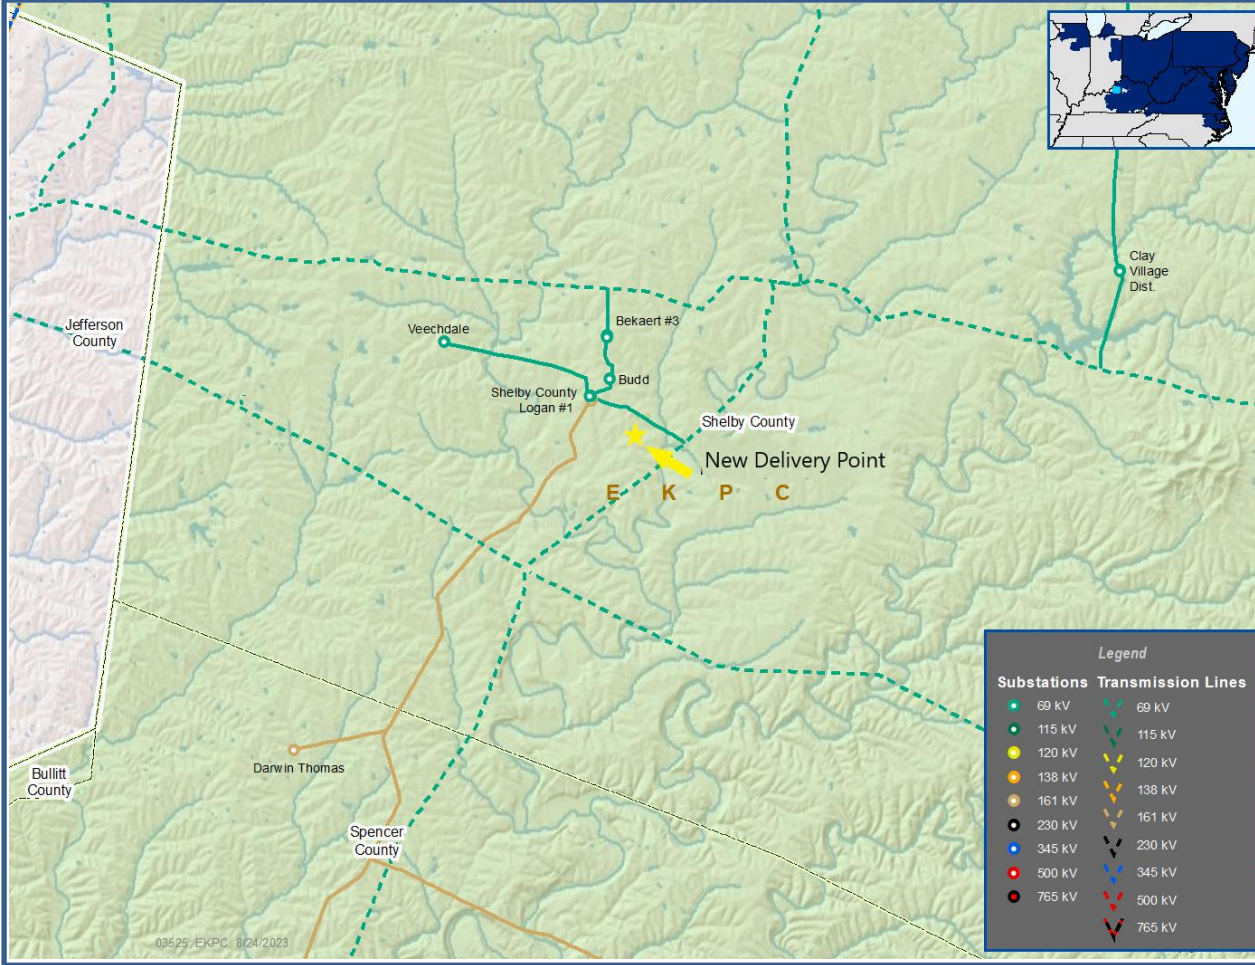 Clay
Village
Dist.
Jefferson
County
Bekaert #3
Veechdale
Budd
Shelby County
Logan #1
Shelby County
New Delivery Point
E K P C
Darwin Thomas
Bullitt
County
Spencer
County
03525, EKPC 8/24/2023
Legend
Substations Transmission Lines
69 kV 69 kV
115 kV 115 kV
120 kV 120 kV
138 kV 138 kV
161 kV 161 kV
230 kV 230 kV
345 kV 345 kV
500 kV 500 kV
765 kV 765 kV